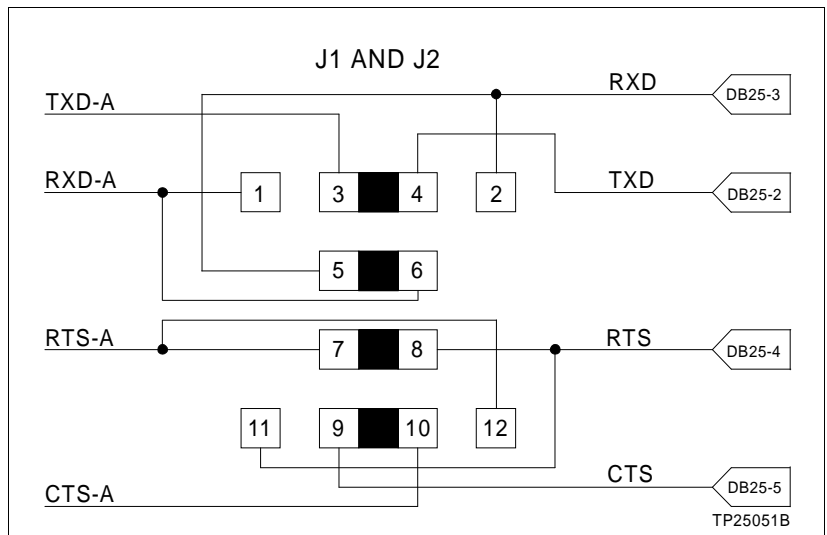 J1 AND J2
RXD
DB25-3
TXD-A
RXD-A
1
3
4
2
TXD
DB25-2
5
6
RTS-A
7
8
RTS
DB25-4
11
9
10
12
CTS
DB25-5
CTS-A
TP25051B